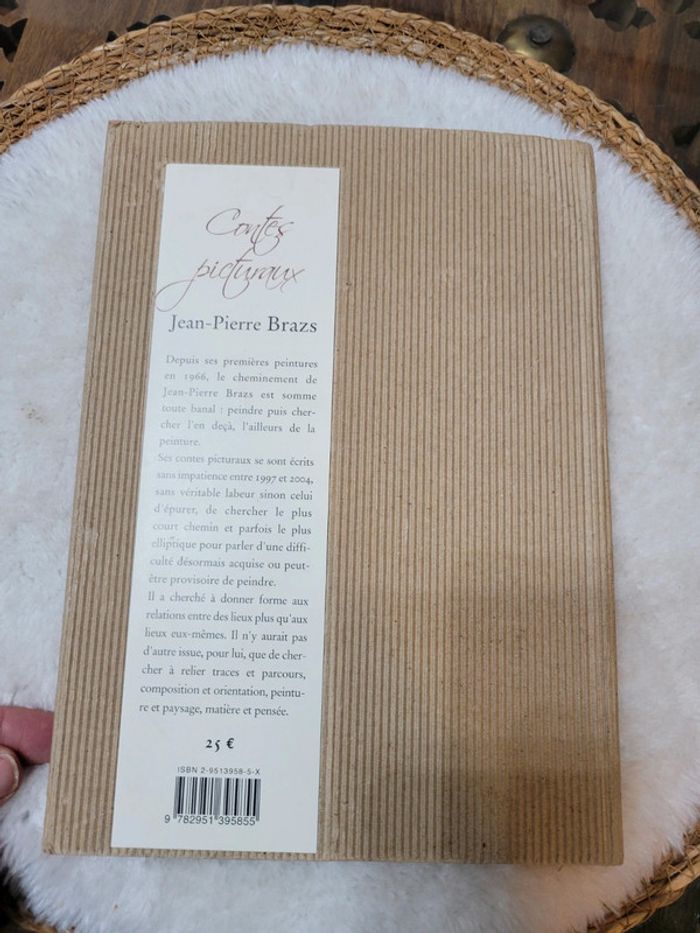 Contes
picturaux
Jean-Pierre Brazs
Depuis ses premières peintures
en 1966, le cheminement de
Jean-Pierre Brazs est somme
toute banal : peindre puis cher-
cher l'en deçà, l'ailleurs de la
peinture.
Ses contes picturaux se sont écrits
sans impatience entre 1997 et 2004,
sans véritable labeur sinon celui
d'épurer, de chercher le plus
court chemin et parfois le plus
elliptique pour parler d'une diffi-
culté désormais acquise ou peut-
être provisoire de peindre.
Il a cherché à donner forme aux
relations entre des lieux plus qu'aux
lieux eux-mêmes. Il n'y aurait pas
d'autre issue, pour lui, que de cher-
cher à relier traces et parcours,
composition et orientation, peintu-
re et paysage, matière et pensée.
25 €
ISBN 2-9513958-5-X
9 782951 395855